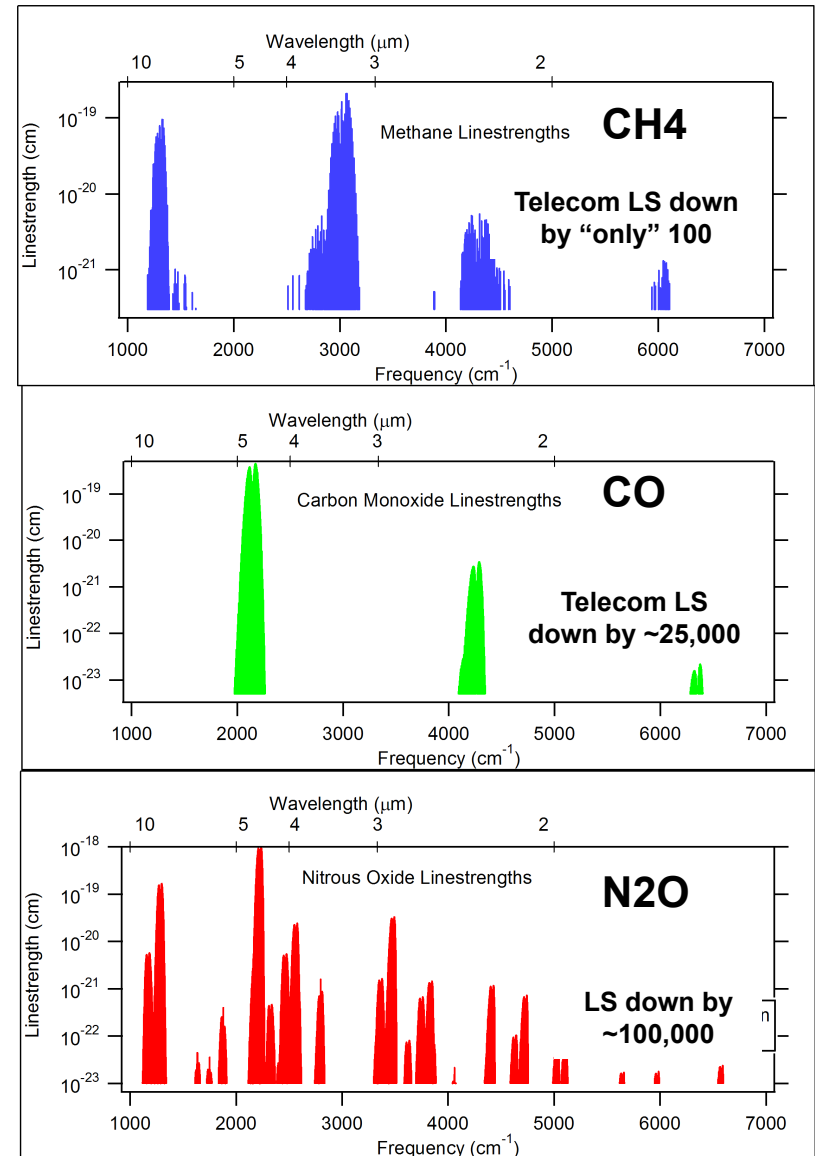 Wavelength (μm)
10 5 4 3 2
Linestrength (cm)
10-19
10-20
10-21
Methane Linestrengths
CH4
Telecom LS down
by “only” 100
1000 2000 3000 4000 5000 6000 7000
Frequency (cm-1)
Wavelength (μm)
10 5 4 3 2
Linestrength (cm)
10-19
10-20
10-21
10-22
10-23
Carbon Monoxide Linestrengths
CO
Telecom LS
down by ~25,000
1000 2000 3000 4000 5000 6000 7000
Frequency (cm-1)
Wavelength (μm)
10 5 4 3 2
Linestrength (cm)
10-18
10-19
10-20
10-21
10-22
10-23
Nitrous Oxide Linestrengths
N2O
LS down by
~100,000
n
1000 2000 3000 4000 5000 6000 7000
Frequency (cm-1)